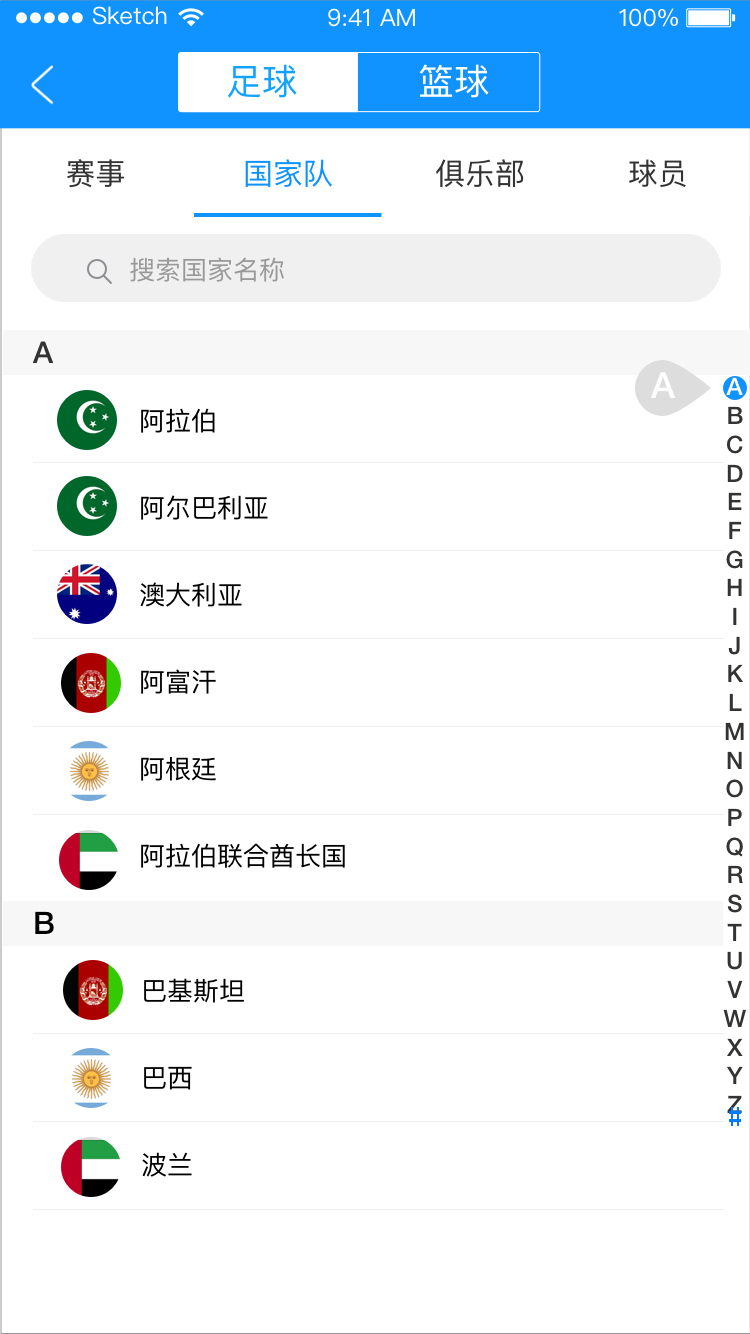 Sketch 9:41 AM 100%
足球 篮球
赛事 国家队 俱乐部 球员
搜索国家名称
A
A
阿拉伯
阿尔巴利亚
澳大利亚
阿富汗
阿根廷
阿拉伯联合酋长国
B
巴基斯坦
巴西
波兰
A
B
C
D
E
F
G
H
I
J
K
L
M
N
O
P
Q
R
S
T
U
V
W
X
Y
Z
#